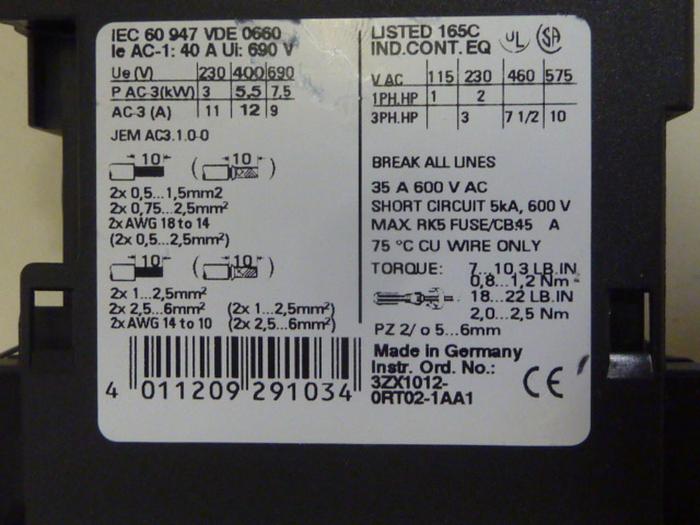 IEC 60 947 VDE 0660
Ie AC-1: 40 A Ui: 690 V
Ue (V) 230 400 690
P AC-3(kW) 3 5.5 7.5
AC-3 (A) 11 12 9
JEM AC3.1.0-0
10 ( 10 )
2x 0,5...1,5mm2
2x 0,75...2,5mm²
2x AWG 18 to 14
(2x 0,5...2,5mm²)
10 ( 10 )
2x 1...2,5mm²
2x 2,5...6mm² (2x 1...2,5mm²)
2x AWG 14 to 10 (2x 2,5...6mm²)
4 011209 291034
LISTED 165C
IND.CONT. EQ UL SA
V AC 115 230 460 575
1PH.HP 1 2
3PH.HP 3 7 1/2 10
BREAK ALL LINES
35 A 600 V AC
SHORT CIRCUIT 5kA, 600 V
MAX. RK5 FUSE/CB:45 A
75 °C CU WIRE ONLY
TORQUE: 7...10,3 LB.IN
0,8...1,2 Nm
18...22 LB.IN
2,0...2,5 Nm
PZ 2/ o 5...6mm
Made in Germany
Instr. Ord. No.:
3ZX1012-
0RT02-1AA1
CE